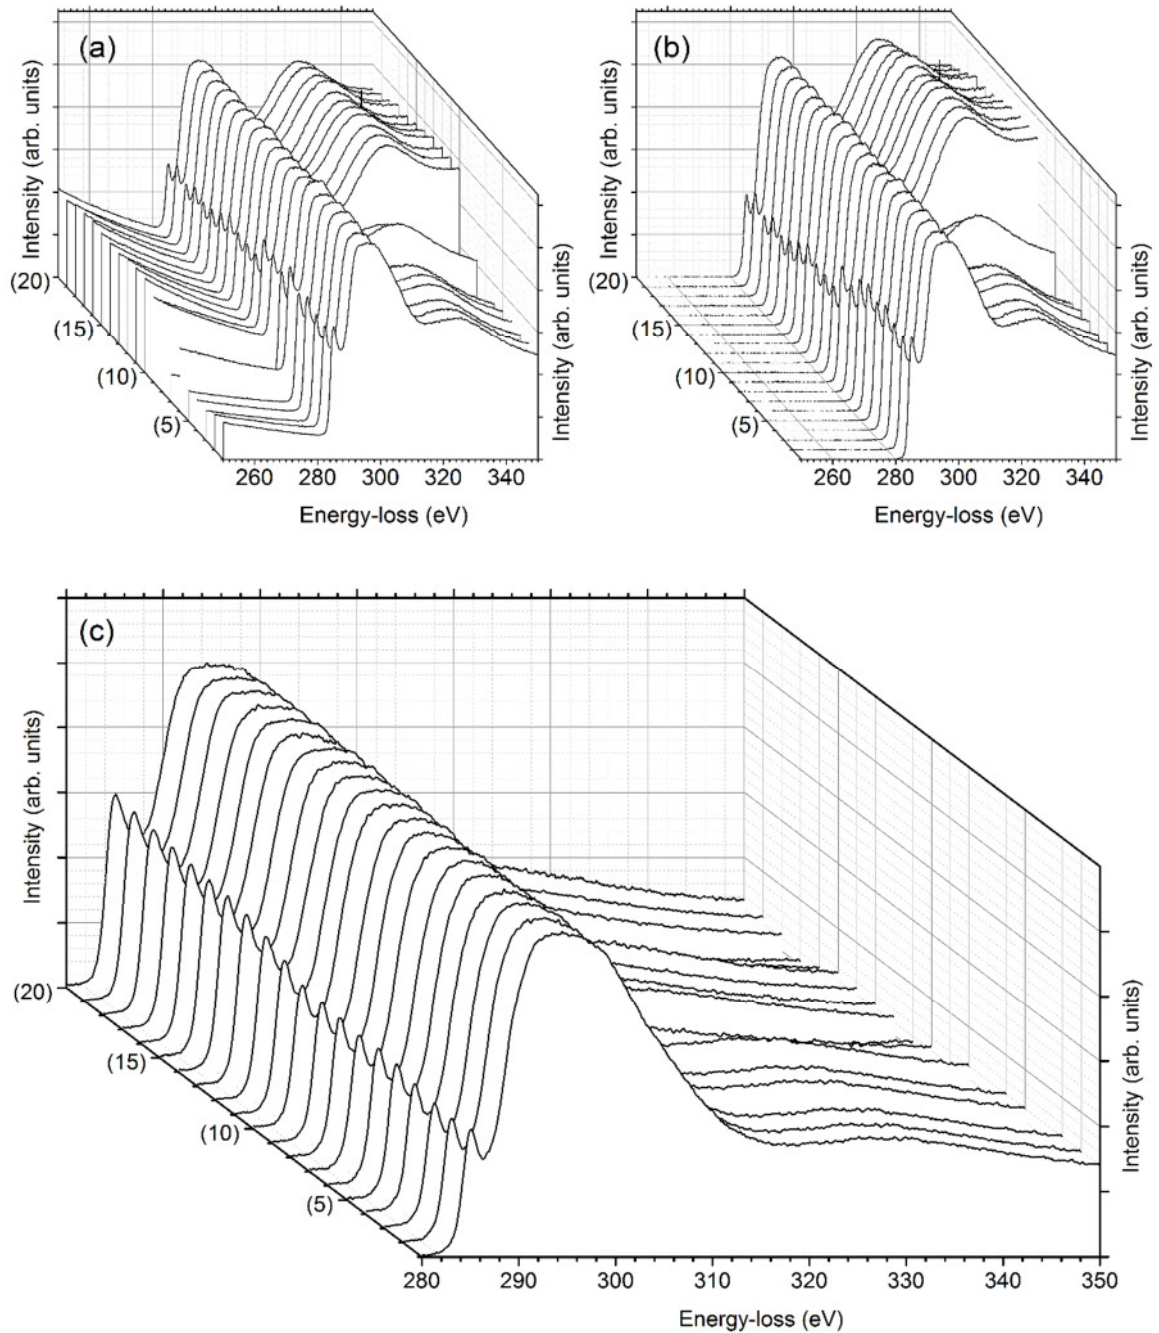 (a)
Intensity (arb. units)
(20)
(15)
(10)
(5)
260 280 300 320 340
Energy-loss (eV)
Intensity (arb. units)
(b)
Intensity (arb. units)
(20)
(15)
(10)
(5)
260 280 300 320 340
Energy-loss (eV)
Intensity (arb. units)
(c)
Intensity (arb. units)
(20)
(15)
(10)
(5)
280 290 300 310 320 330 340 350
Energy-loss (eV)
Intensity (arb. units)